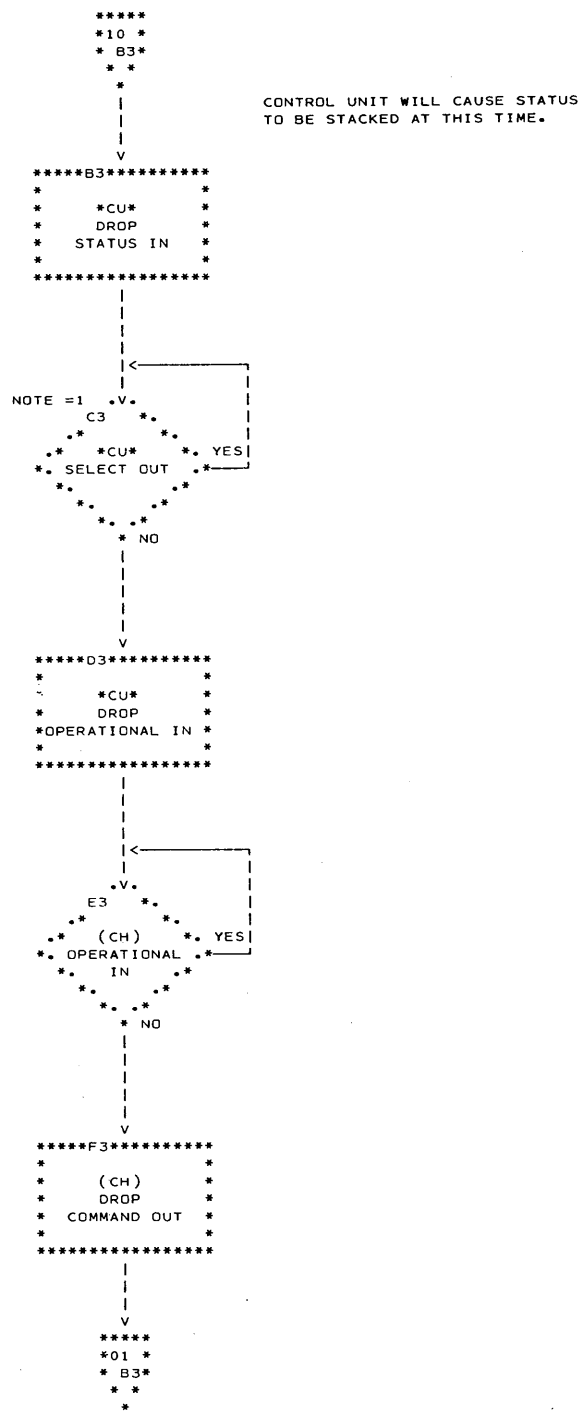 10
B3
CONTROL UNIT WILL CAUSE STATUS
TO BE STACKED AT THIS TIME.
B3
*CU*
DROP
STATUS IN
NOTE =1
C3
*CU*
SELECT OUT
YES
NO
D3
*CU*
DROP
OPERATIONAL IN
E3
(CH)
OPERATIONAL
IN
YES
NO
F3
(CH)
DROP
COMMAND OUT
01
B3